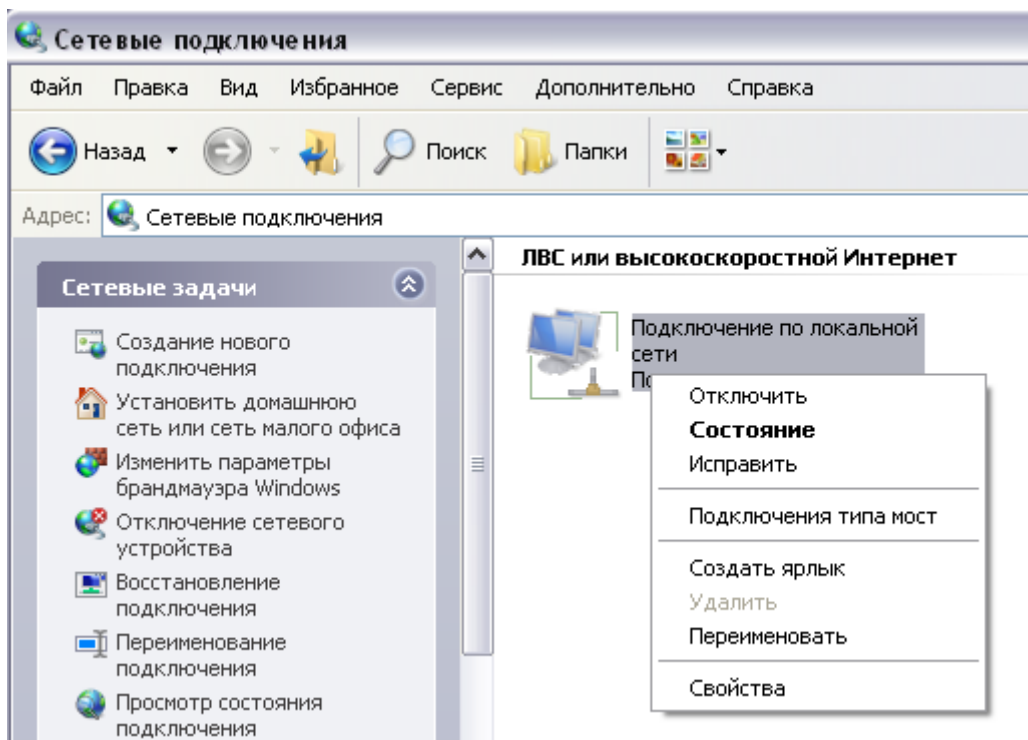 Сетевые подключения
Файл Правка Вид Избранное Сервис Дополнительно Справка
Назад Поиск Папки
Адрес: Сетевые подключения
Сетевые задачи
Создание нового
подключения
Установить домашнюю
сеть или сеть малого офиса
Изменить параметры
брандмауэра Windows
Отключение сетевого
устройства
Восстановление
подключения
Переименование
подключения
Просмотр состояния
подключения
ЛВС или высокоскоростной Интернет
Подключение по локальной
сети
Отключить
Состояние
Исправить
Подключения типа мост
Создать ярлык
Удалить
Переименовать
Свойства